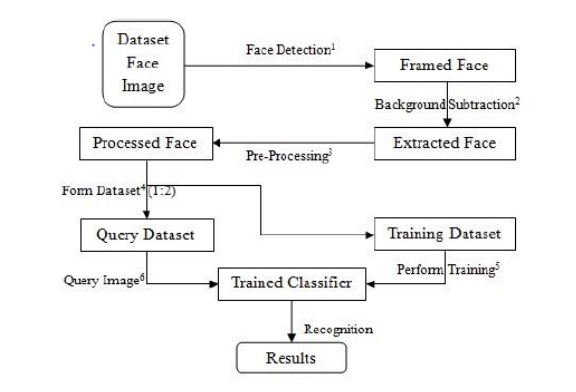 Dataset
Face
Image
Face Detection¹
Framed Face
Background Subtraction²
Processed Face
Extracted Face
Pre-Processing³
Form Dataset⁴ (1:2)
Query Dataset
Training Dataset
Query Image⁶
Trained Classifier
Perform Training⁵
Recognition
Results